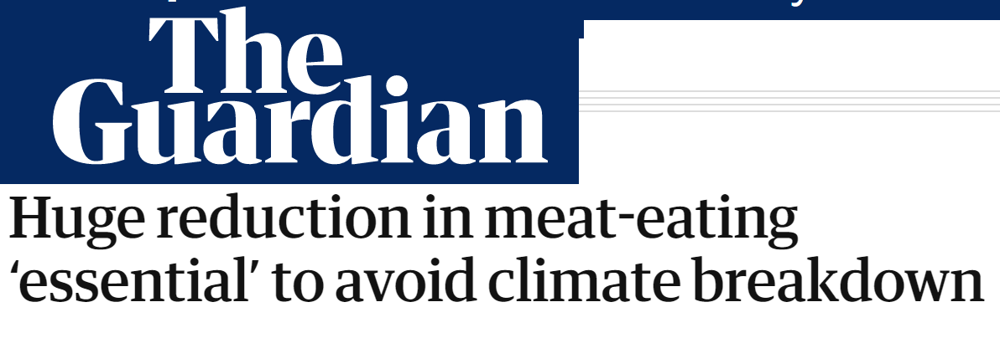 The
Guardian
Huge reduction in meat-eating
‘essential’ to avoid climate breakdown